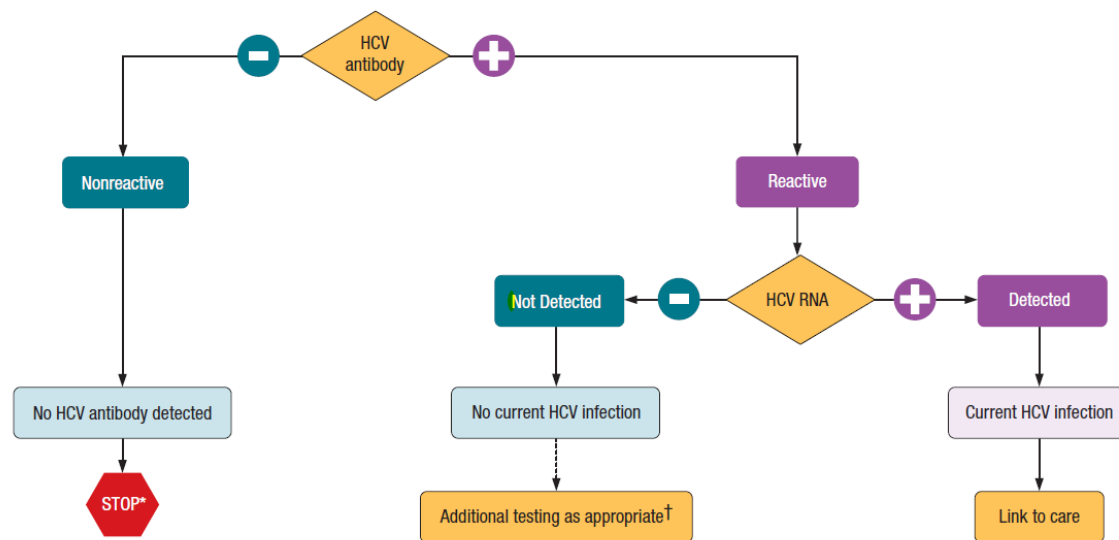 HCV
antibody
Nonreactive
Reactive
Not Detected
HCV RNA
Detected
No HCV antibody detected
No current HCV infection
Current HCV infection
STOP*
Additional testing as appropriate†
Link to care